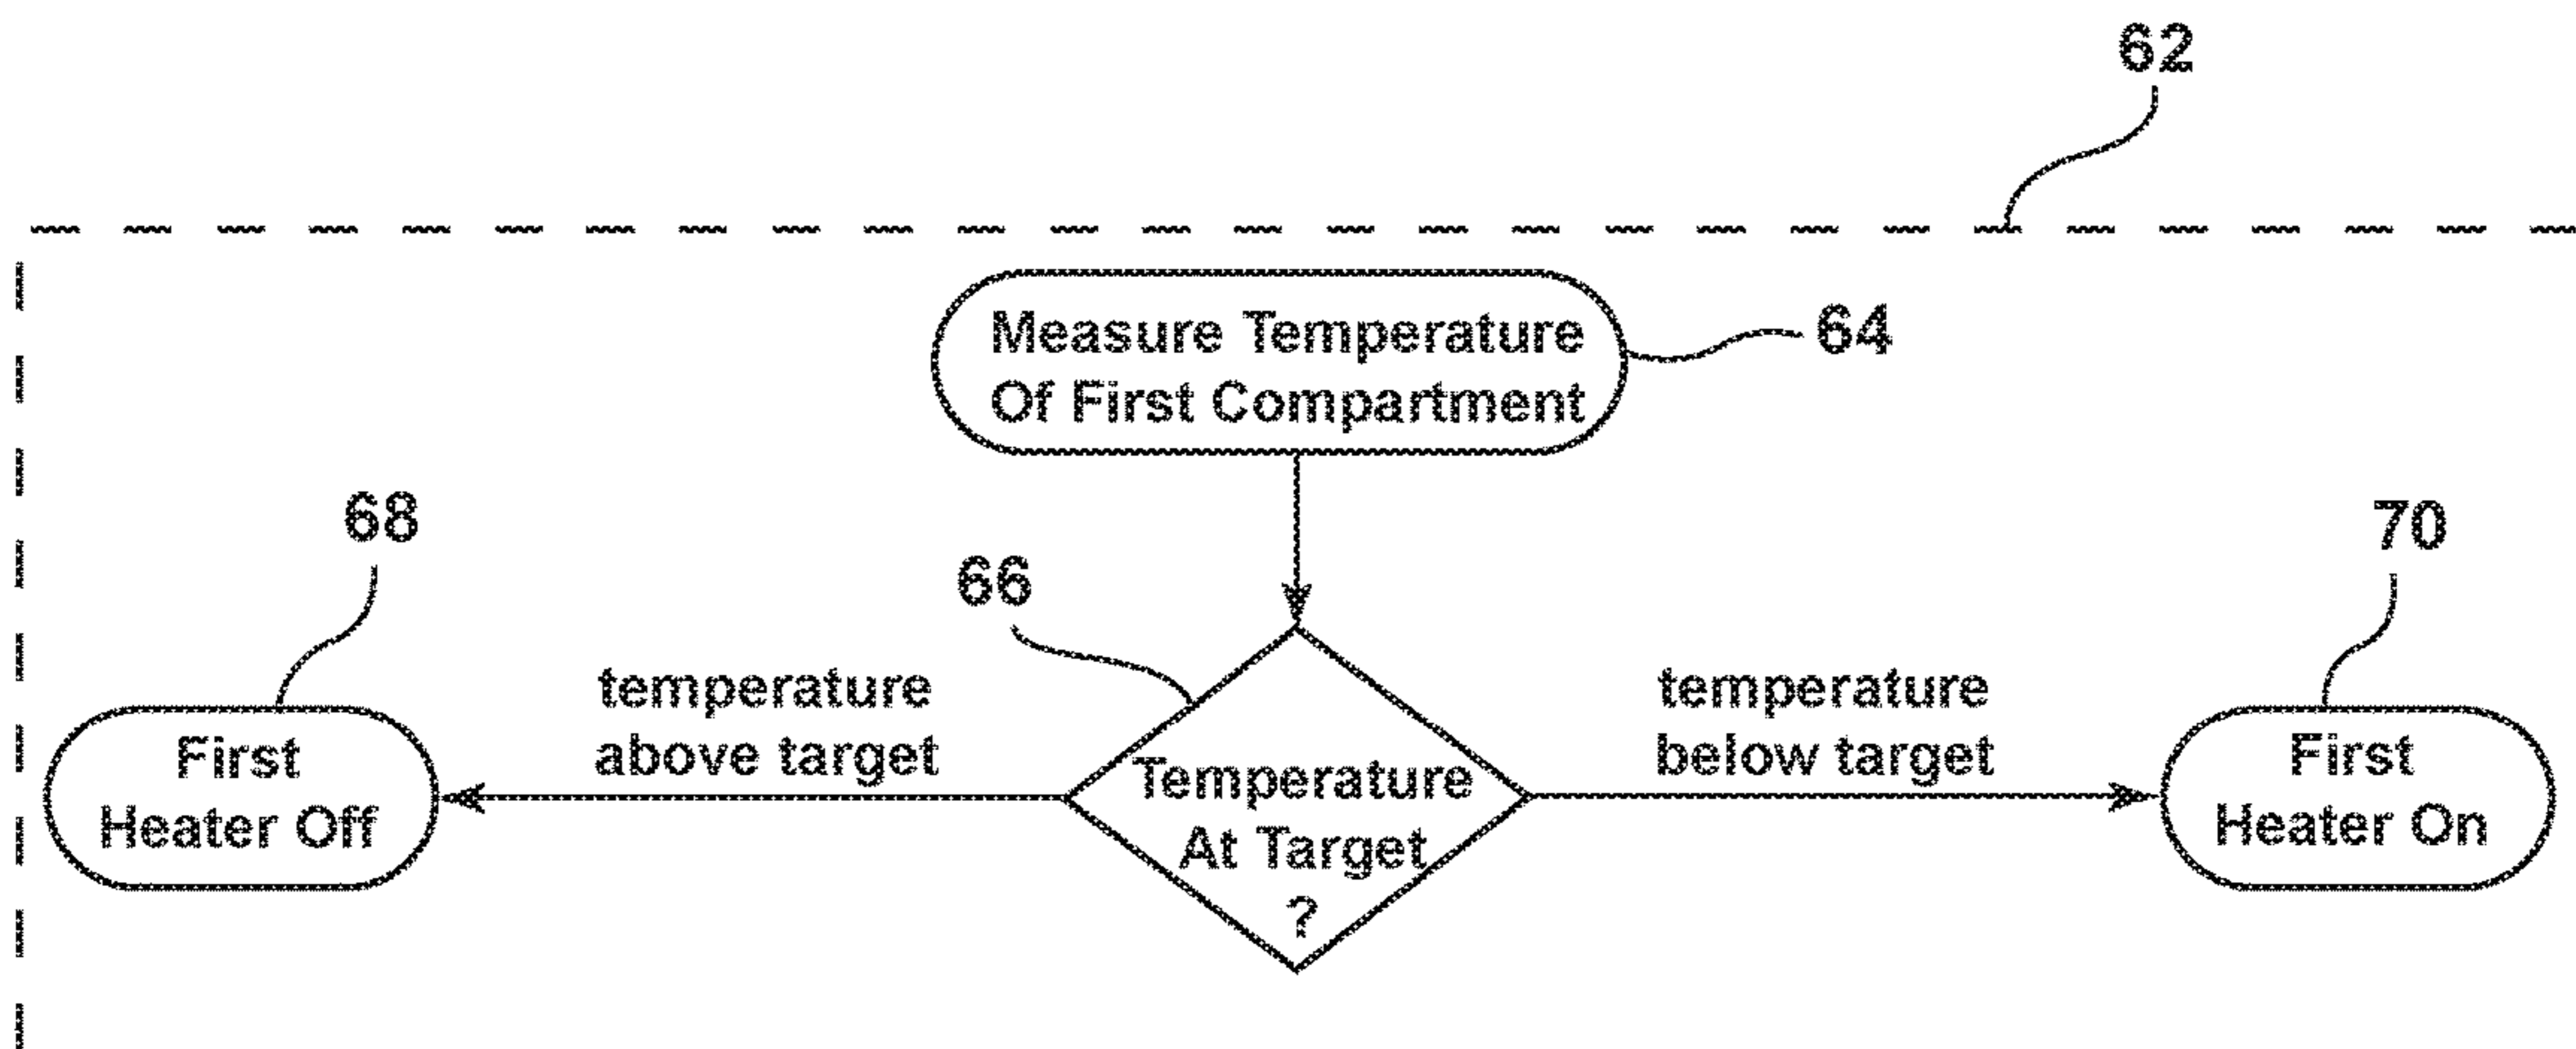 62
Measure Temperature
Of First Compartment
64
68
66
70
temperature
above target
temperature
below target
First
Heater Off
Temperature
At Target
?
First
Heater On